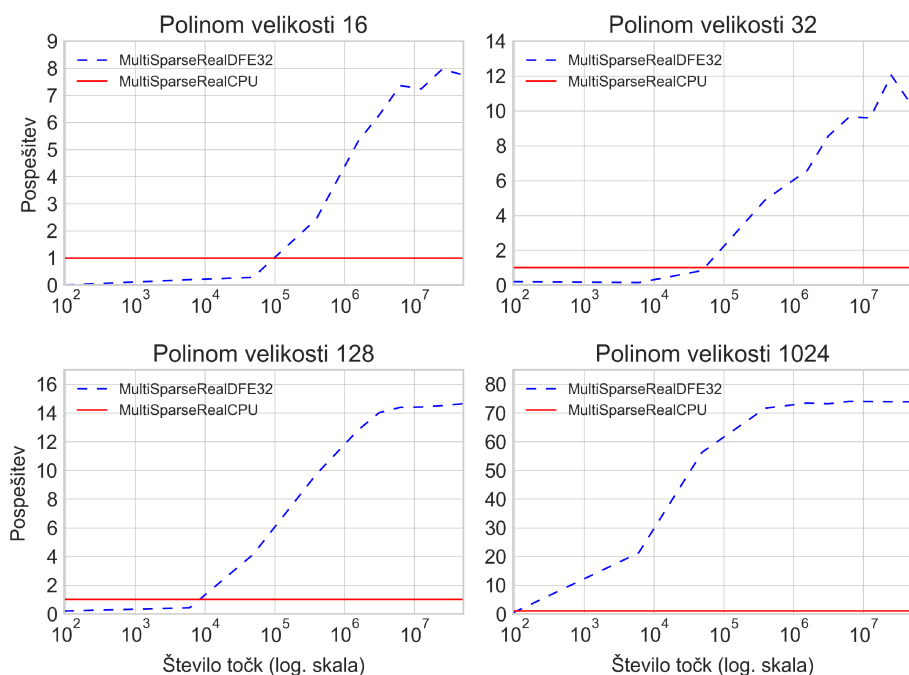 Polinom velikosti 16
9
8
7
6
5
4
3
2
1
0
Pospešitev
MultiSparseRealDFE32
MultiSparseRealCPU
10^2 10^3 10^4 10^5 10^6 10^7
Polinom velikosti 32
14
12
10
8
6
4
2
0
MultiSparseRealDFE32
MultiSparseRealCPU
10^2 10^3 10^4 10^5 10^6 10^7
Polinom velikosti 128
16
14
12
10
8
6
4
2
0
Pospešitev
MultiSparseRealDFE32
MultiSparseRealCPU
10^2 10^3 10^4 10^5 10^6 10^7
Število točk (log. skala)
Polinom velikosti 1024
80
70
60
50
40
30
20
10
0
MultiSparseRealDFE32
MultiSparseRealCPU
10^2 10^3 10^4 10^5 10^6 10^7
Število točk (log. skala)